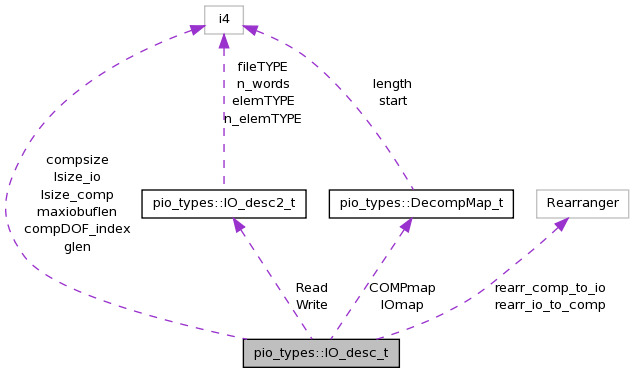 i4
fileTYPE
n_words
elemTYPE
n_elemTYPE
length
start
compsize
lsize_io
lsize_comp
maxiobuflen
compDOF_index
glen
pio_types::IO_desc2_t
pio_types::DecompMap_t
Rearranger
Read
Write
COMPmap
IOmap
rearr_comp_to_io
rearr_io_to_comp
pio_types::IO_desc_t